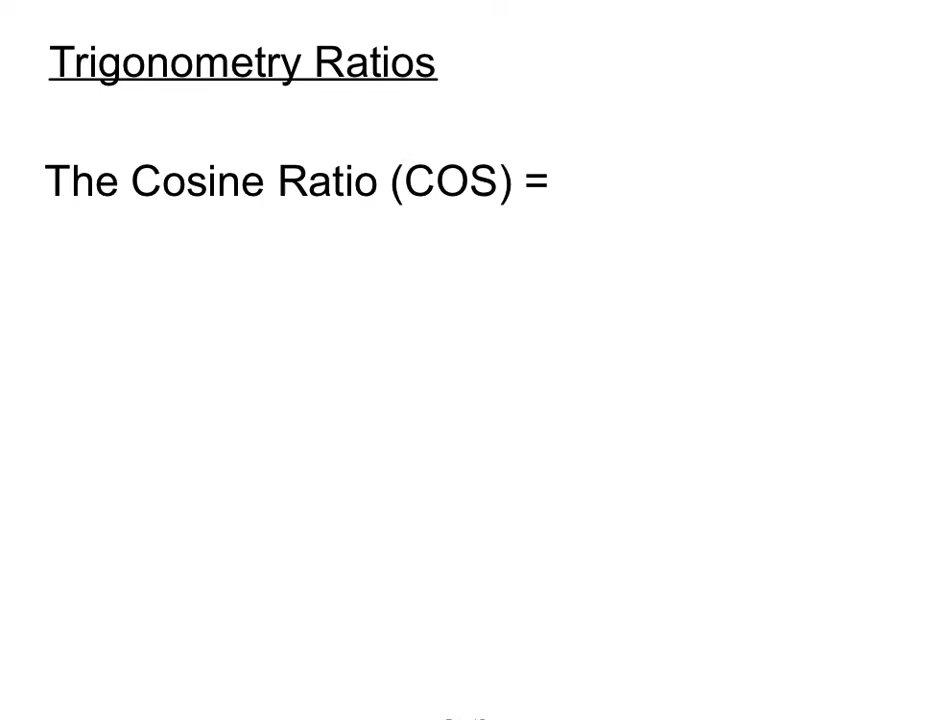 Trigonometry Ratios
The Cosine Ratio (COS) =